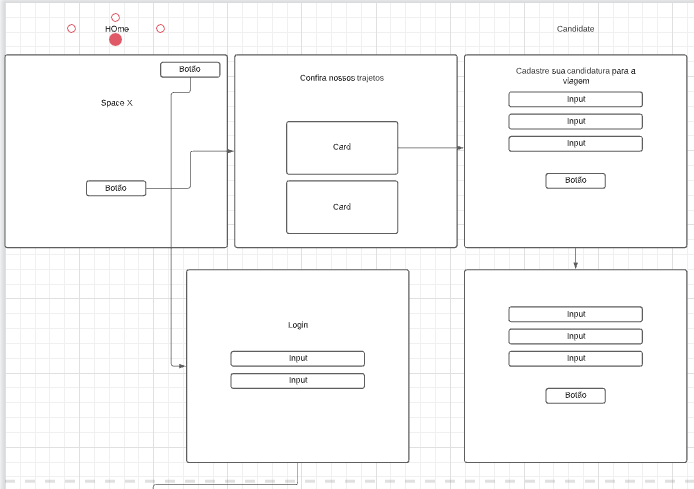 HOme
Candidate
Botão
Space X
Botão
Confira nossos trajetos
Card
Card
Cadastre sua candidatura para a
viagem
Input
Input
Input
Botão
Login
Input
Input
Input
Input
Input
Botão